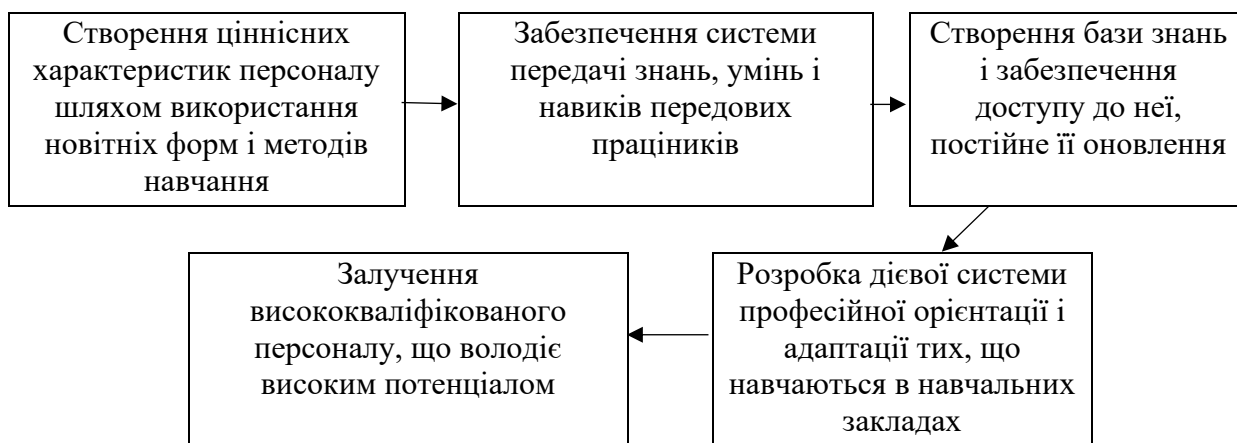 Створення ціннісних
характеристик персоналу
шляхом використання
новітніх форм і методів
навчання
Забезпечення системи
передачі знань, умінь і
навиків передових
праціників
Створення бази знань
і забезпечення
доступу до неї,
постійне її оновлення
Розробка дієвої системи
професійної орієнтації і
адаптації тих, що
навчаються в навчальних
закладах
Залучення
висококваліфікованого
персоналу, що володіє
високим потенціалом